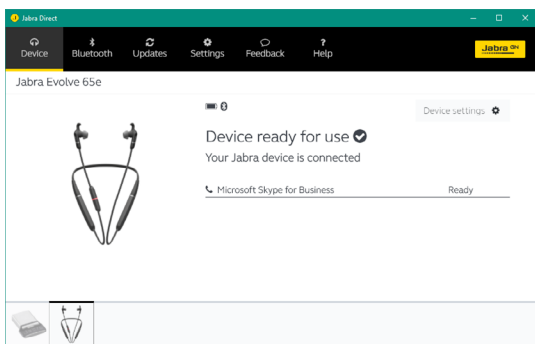 Jabra Direct
Device
Bluetooth
Updates
Settings
Feedback
? Help
Jabra GN
Jabra Evolve 65e
Device settings
Device ready for use
Your Jabra device is connected
Microsoft Skype for Business Ready